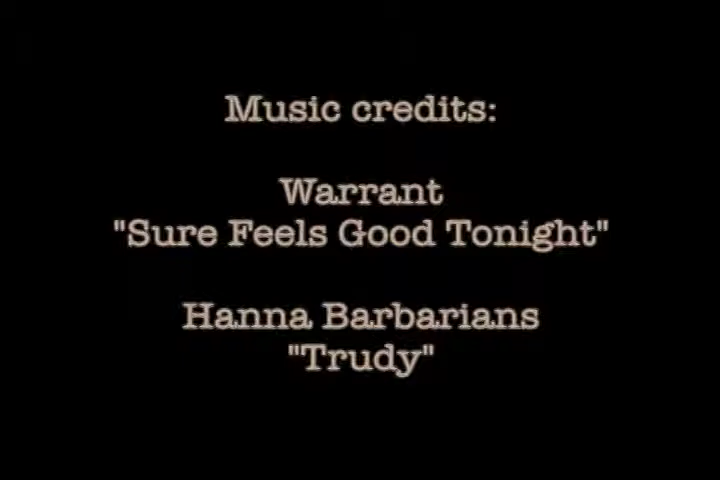 Music credits:
Warrant
"Sure Feels Good Tonight"
Hanna Barbarians
"Trudy"